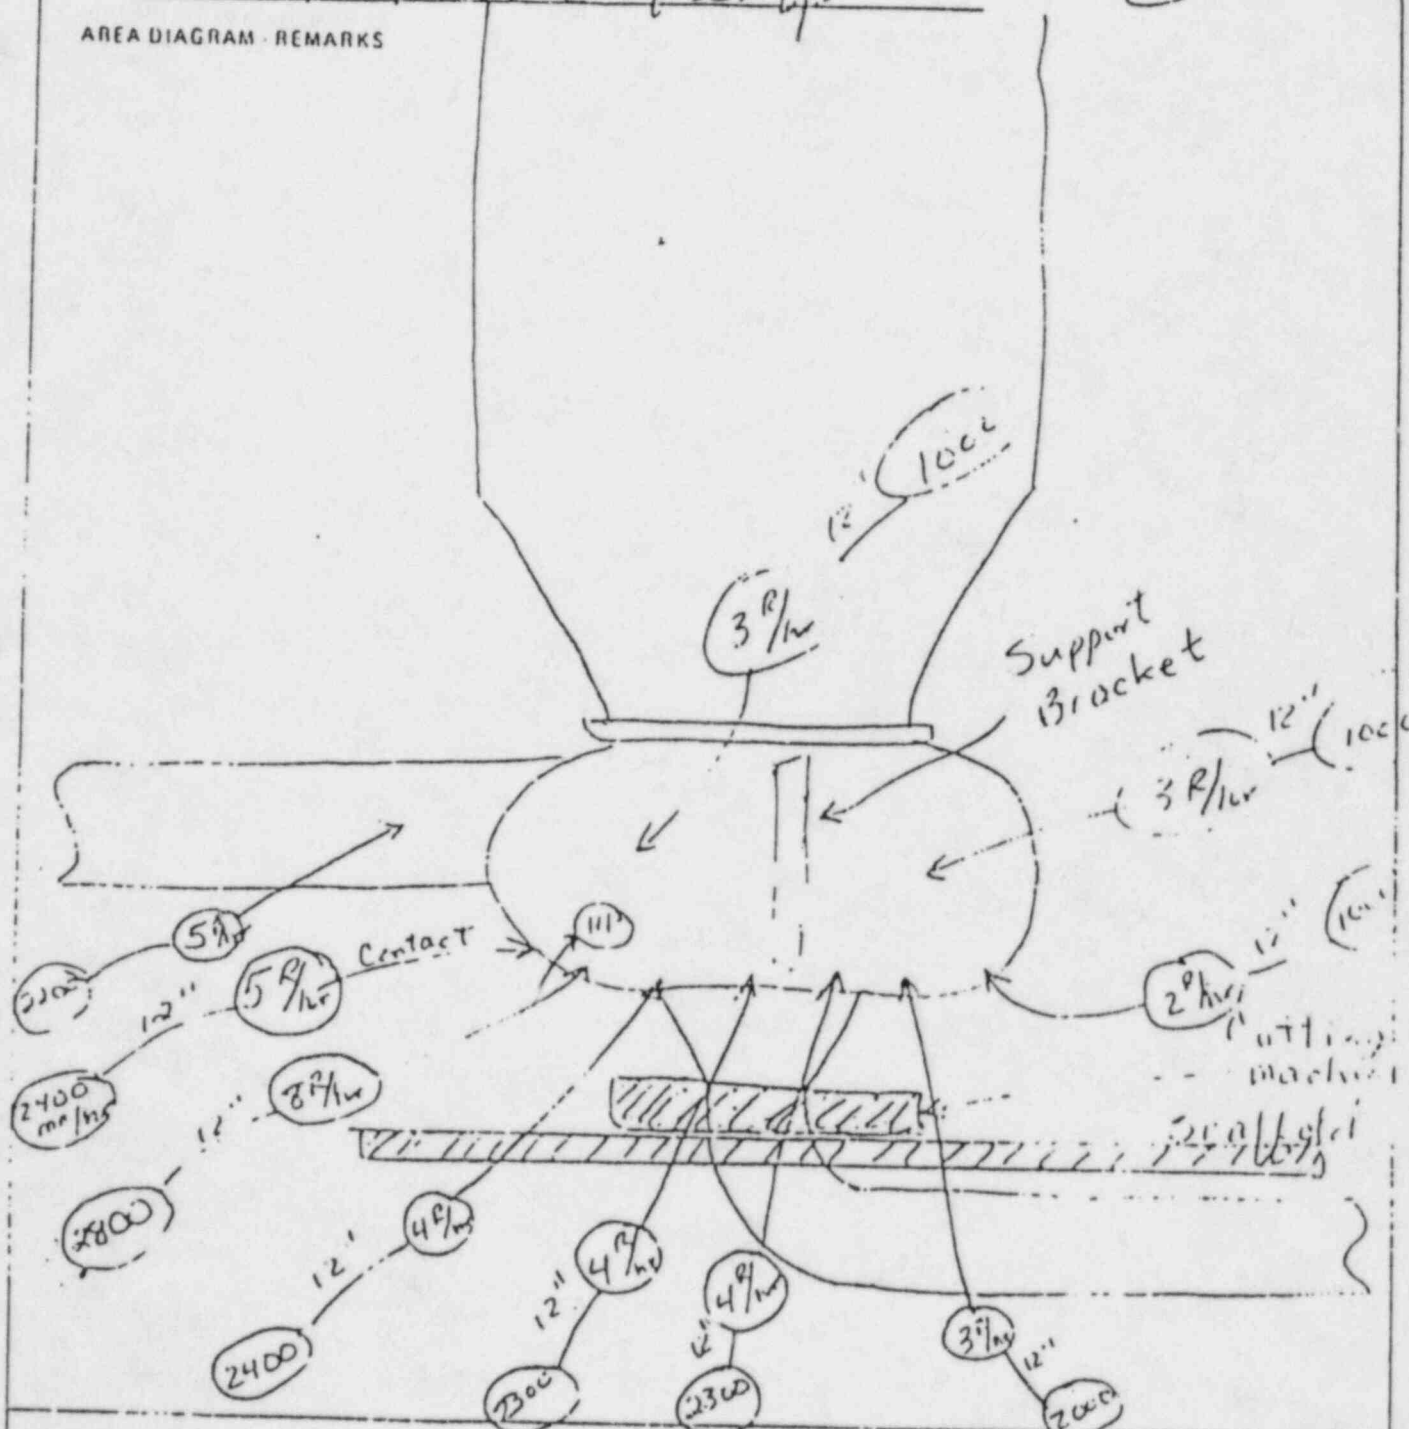 AREA DIAGRAM - REMARKS
12"
3 R/hr
Support
Bracket
12"
3 R/hr
5 R/hr
Contact
12"
2 R/hr
12"
5 R/hr
2400
mr/hr
12"
8 R/hr
2800
4 R/hr
12'
2400
4 R/hr
12"
2300
4 R/hr
2300
3 R/hr
12"
2000